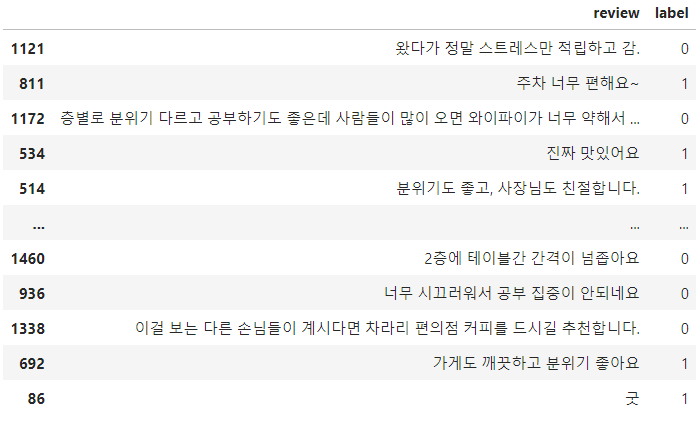 review label
1121 왔다가 정말 스트레스만 적립하고 감. 0
811 주차 너무 편해요~ 1
1172 층별로 분위기 다르고 공부하기도 좋은데 사람들이 많이 오면 와이파이가 너무 약해서 ... 0
534 진짜 맛있어요 1
514 분위기도 좋고, 사장님도 친절합니다. 1
... ... ...
1460 2층에 테이블간 간격이 넘좁아요 0
936 너무 시끄러워서 공부 집중이 안되네요 0
1338 이걸 보는 다른 손님들이 계시다면 차라리 편의점 커피를 드시길 추천합니다. 0
692 가게도 깨끗하고 분위기 좋아요 1
86 굿 1